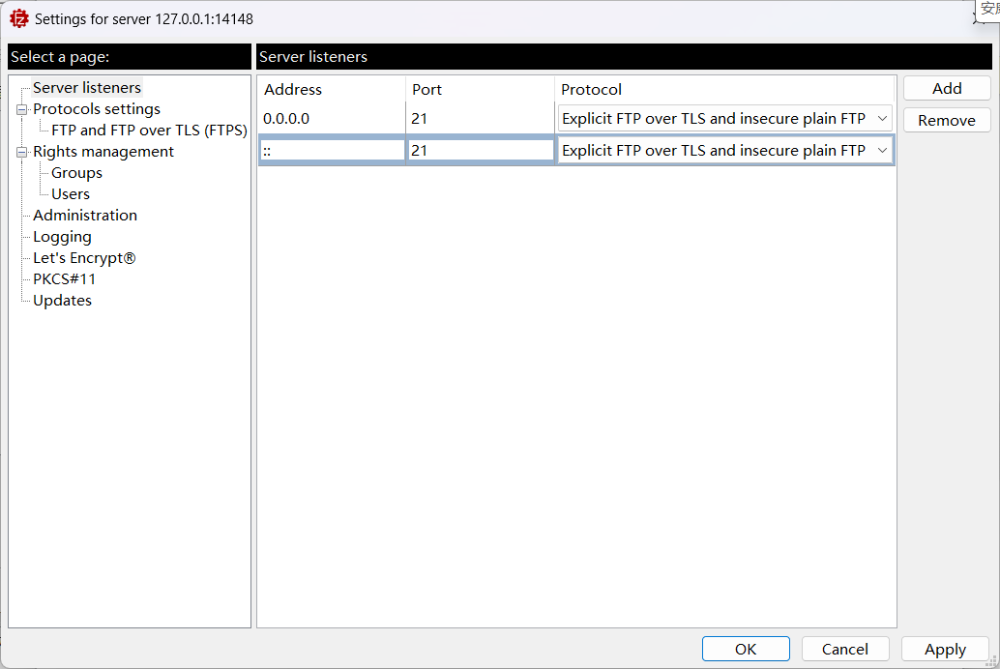 Settings for server 127.0.0.1:14148
Select a page:
Server listeners
Server listeners
Protocols settings
FTP and FTP over TLS (FTPS)
Rights management
Groups
Users
Administration
Logging
Let's Encrypt®
PKCS#11
Updates
Address Port Protocol
0.0.0.0 21 Explicit FTP over TLS and insecure plain FTP
:: 21 Explicit FTP over TLS and insecure plain FTP
Add
Remove
OK Cancel Apply